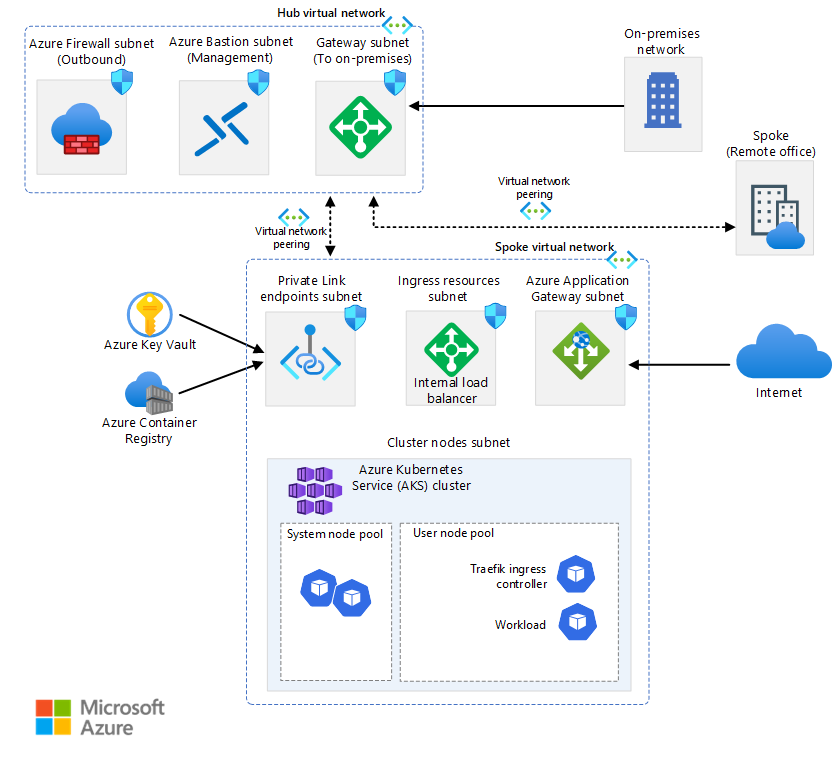 Hub virtual network
Azure Firewall subnet
(Outbound)
Azure Bastion subnet
(Management)
Gateway subnet
(To on-premises)
On-premises
network
Spoke
(Remote office)
Virtual network
peering
Virtual network
peering
Spoke virtual network
Private Link
endpoints subnet
Ingress resources
subnet
Azure Application
Gateway subnet
Azure Key Vault
Internal load
balancer
Internet
Azure Container
Registry
Cluster nodes subnet
Azure Kubernetes
Service (AKS) cluster
System node pool
User node pool
Traefik ingress
controller
Workload
Microsoft
Azure